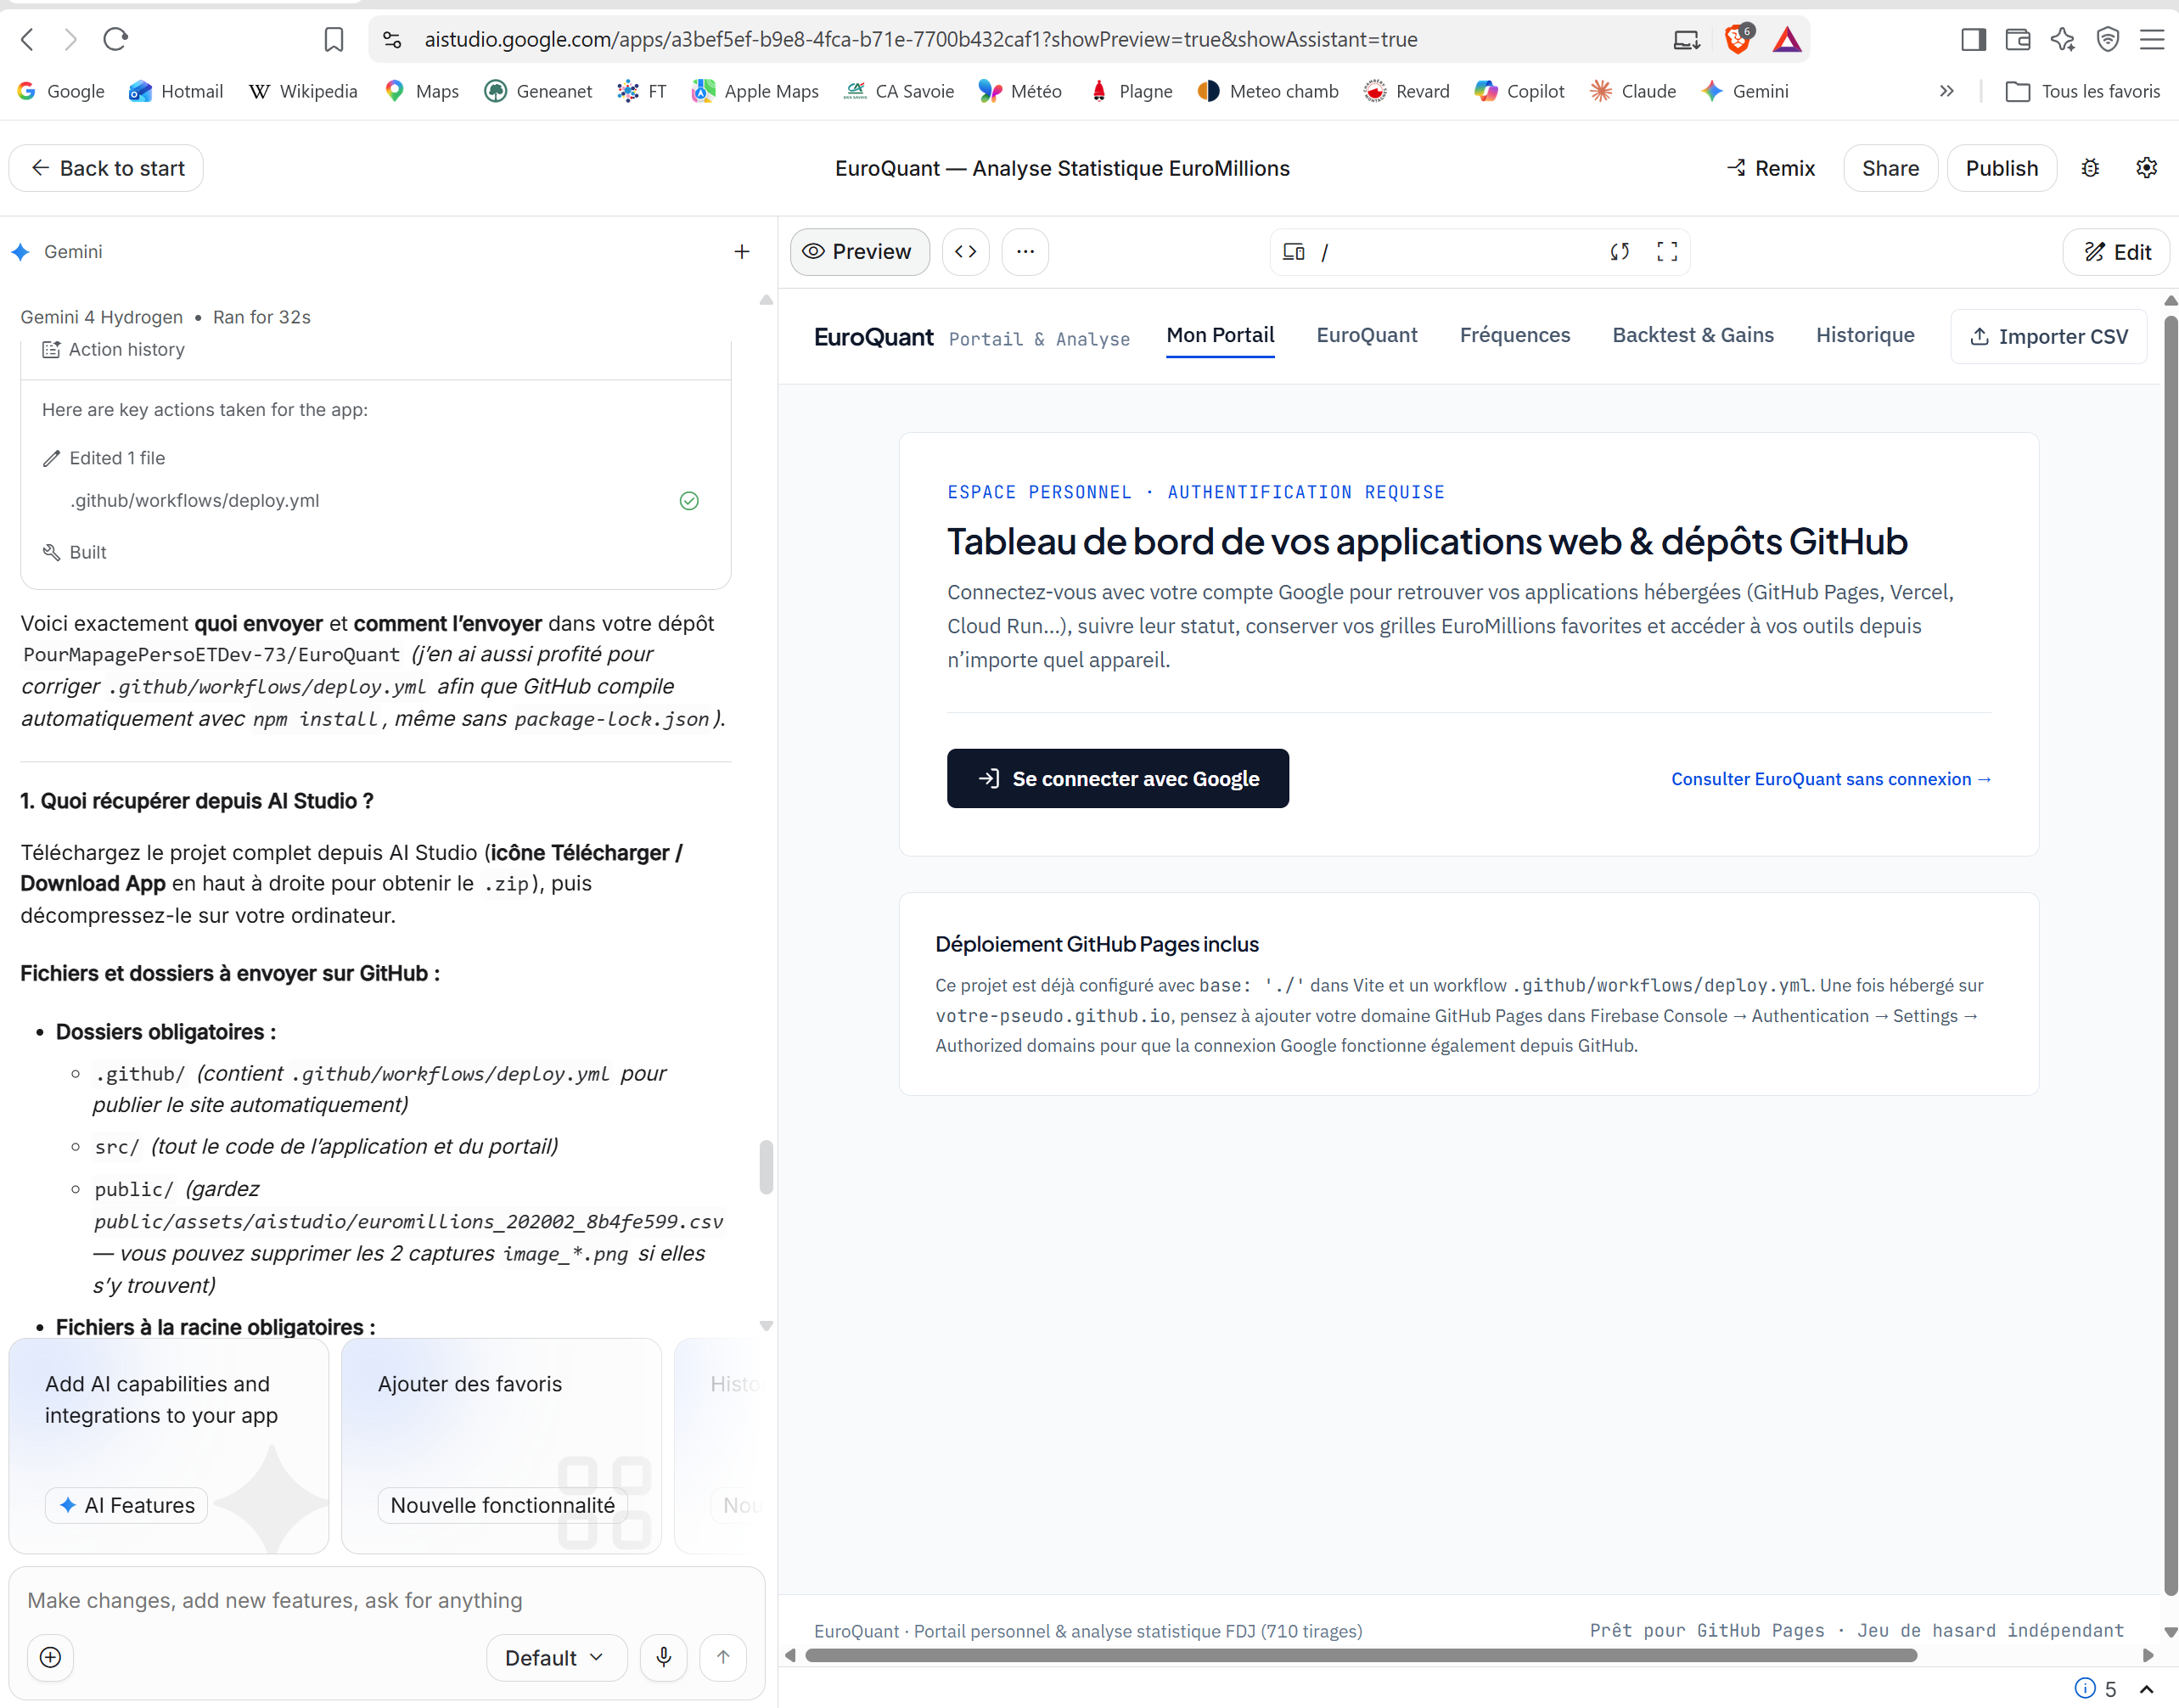 aistudio.google.com/apps/a3bef5ef-b9e8-4fca-b71e-7700b432caf1?showPreview=true&showAssistant=true
6
Google Hotmail Wikipedia Maps Geneanet FT Apple Maps CA Savoie Météo Plagne Meteo chamb Revard Copilot Claude Gemini » Tous les favoris
Back to start
EuroQuant — Analyse Statistique EuroMillions
Remix Share Publish
Gemini
Preview
/
Edit
Gemini 4 Hydrogen • Ran for 32s
Action history
Here are key actions taken for the app:
Edited 1 file
.github/workflows/deploy.yml
Built
Voici exactement quoi envoyer et comment l’envoyer dans votre dépôt
PourMapagePersoETDev-73/EuroQuant (j’en ai aussi profité pour
corriger .github/workflows/deploy.yml afin que GitHub compile
automatiquement avec npm install, même sans package-lock.json).
1. Quoi récupérer depuis AI Studio ?
Téléchargez le projet complet depuis AI Studio (icône Télécharger /
Download App en haut à droite pour obtenir le .zip), puis
décompressez-le sur votre ordinateur.
Fichiers et dossiers à envoyer sur GitHub :
• Dossiers obligatoires :
.github/ (contient .github/workflows/deploy.yml pour
publier le site automatiquement)
src/ (tout le code de l’application et du portail)
public/ (gardez
public/assets/aistudio/euromillions_202002_8b4fe599.csv
— vous pouvez supprimer les 2 captures image_*.png si elles
s’y trouvent)
• Fichiers à la racine obligatoires :
Add AI capabilities and
integrations to your app
AI Features
Ajouter des favoris
Nouvelle fonctionnalité
Histo
Nou
Make changes, add new features, ask for anything
Default
EuroQuant Portail & Analyse
Mon Portail EuroQuant Fréquences Backtest & Gains Historique
Importer CSV
ESPACE PERSONNEL · AUTHENTIFICATION REQUISE
Tableau de bord de vos applications web & dépôts GitHub
Connectez-vous avec votre compte Google pour retrouver vos applications hébergées (GitHub Pages, Vercel,
Cloud Run...), suivre leur statut, conserver vos grilles EuroMillions favorites et accéder à vos outils depuis
n’importe quel appareil.
Se connecter avec Google
Consulter EuroQuant sans connexion →
Déploiement GitHub Pages inclus
Ce projet est déjà configuré avec base: './' dans Vite et un workflow .github/workflows/deploy.yml. Une fois hébergé sur
votre-pseudo.github.io, pensez à ajouter votre domaine GitHub Pages dans Firebase Console → Authentication → Settings →
Authorized domains pour que la connexion Google fonctionne également depuis GitHub.
EuroQuant · Portail personnel & analyse statistique FDJ (710 tirages)
Prêt pour GitHub Pages · Jeu de hasard indépendant
5